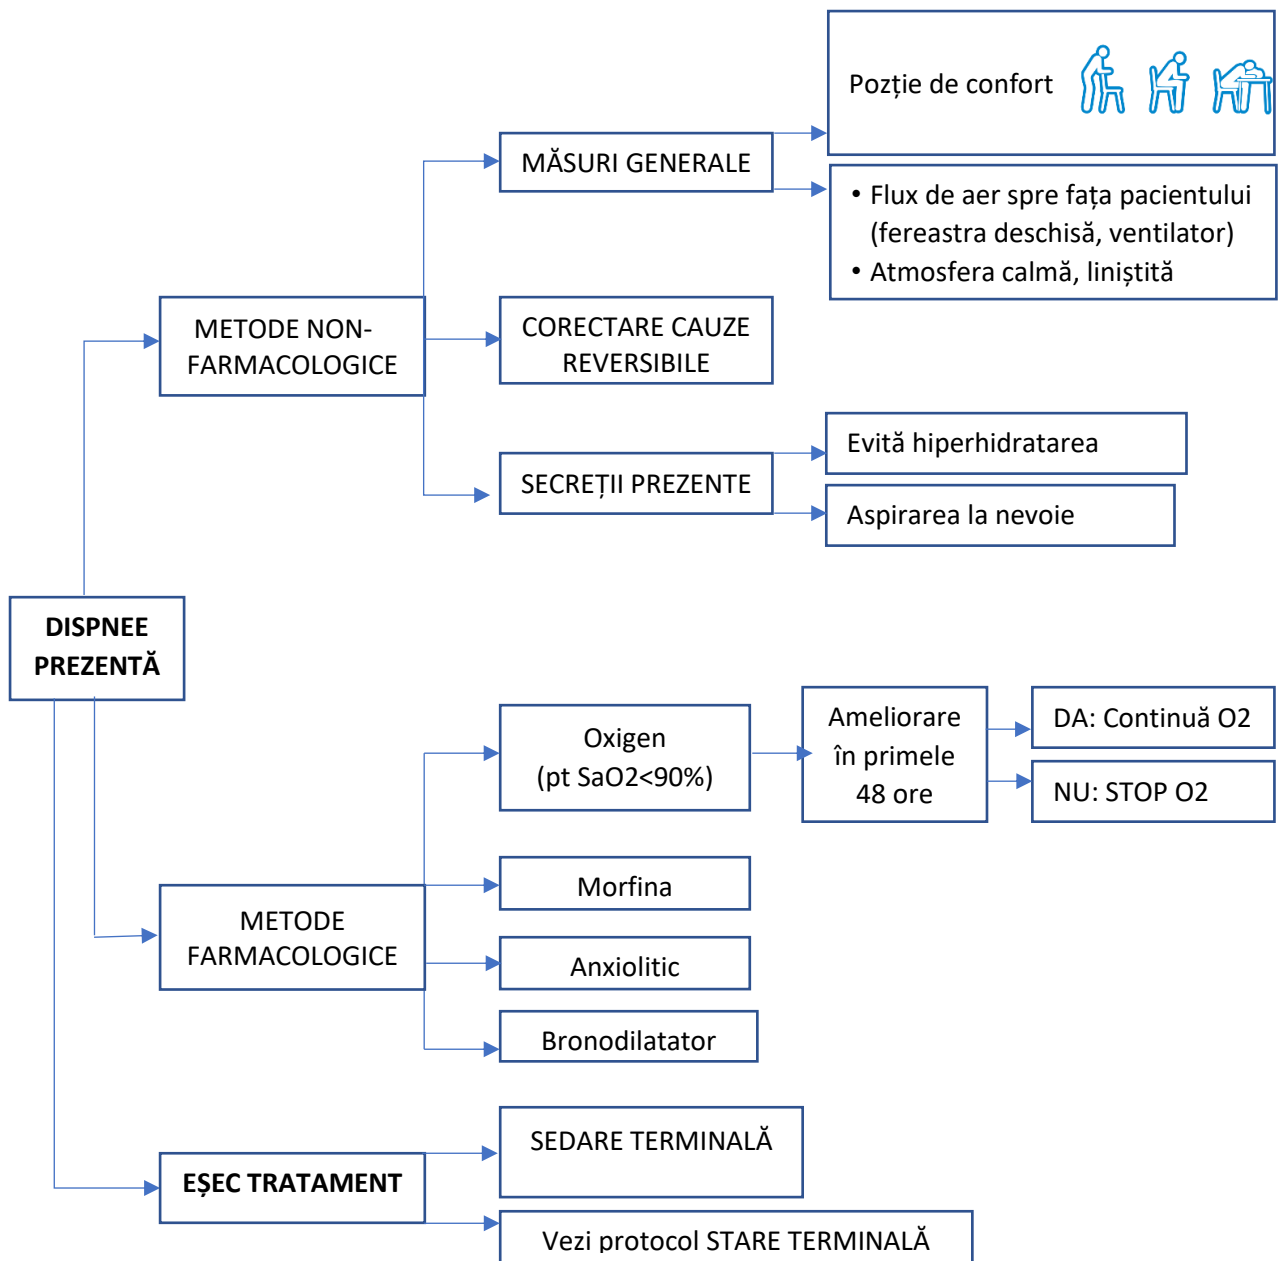 Pozție de confort
MĂSURI GENERALE
• Flux de aer spre fața pacientului
(fereastra deschisă, ventilator)
• Atmosfera calmă, liniștită
METODE NON-
FARMACOLOGICE
CORECTARE CAUZE
REVERSIBILE
SECREȚII PREZENTE
Evită hiperhidratarea
Aspirarea la nevoie
DISPNEE
PREZENTĂ
Oxigen
(pt SaO2<90%)
Ameliorare
în primele
48 ore
DA: Continuă O2
NU: STOP O2
METODE
FARMACOLOGICE
Morfina
Anxiolitic
Bronodilatator
EȘEC TRATAMENT
SEDARE TERMINALĂ
Vezi protocol STARE TERMINALĂ